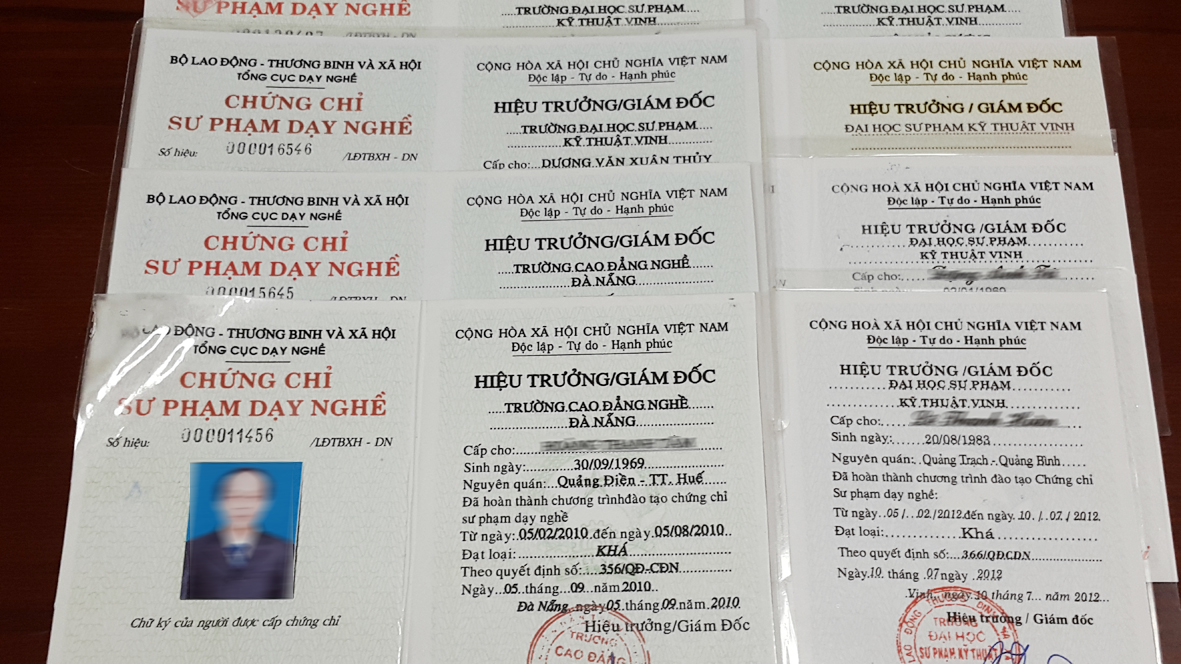 SƯ PHẠM DẠY NGHỀ
/LĐTBXH - DN
TRƯỜNG ĐẠI HỌC SƯ PHẠM
KỸ THUẬT VINH
TRƯỜNG ĐẠI HỌC SƯ PHẠM
KỸ THUẬT VINH
BỘ LAO ĐỘNG - THƯƠNG BINH VÀ XÃ HỘI
TỔNG CỤC DẠY NGHỀ
CHỨNG CHỈ
SƯ PHẠM DẠY NGHỀ
Số hiệu: 000016546 /LĐTBXH - DN
CỘNG HÒA XÃ HỘI CHỦ NGHĨA VIỆT NAM
Độc lập - Tự do - Hạnh phúc
HIỆU TRƯỞNG/GIÁM ĐỐC
TRƯỜNG ĐẠI HỌC SƯ PHẠM
KỸ THUẬT VINH
Cấp cho: DƯƠNG VĂN XUÂN THỦY
CỘNG HÒA XÃ HỘI CHỦ NGHĨA VIỆT NAM
Độc lập - Tự do - Hạnh phúc
HIỆU TRƯỞNG / GIÁM ĐỐC
ĐẠI HỌC SƯ PHẠM KỸ THUẬT VINH
BỘ LAO ĐỘNG - THƯƠNG BINH VÀ XÃ HỘI
TỔNG CỤC DẠY NGHỀ
CHỨNG CHỈ
SƯ PHẠM DẠY NGHỀ
000015645 /LĐTBXH - DN
CỘNG HÒA XÃ HỘI CHỦ NGHĨA VIỆT NAM
Độc lập - Tự do - Hạnh phúc
HIỆU TRƯỞNG/GIÁM ĐỐC
TRƯỜNG CAO ĐẲNG NGHỀ
ĐÀ NẴNG
CỘNG HOÀ XÃ HỘI CHỦ NGHĨA VIỆT NAM
Độc lập - Tự do - Hạnh phúc
HIỆU TRƯỞNG /GIÁM ĐỐC
ĐẠI HỌC SƯ PHẠM
KỸ THUẬT VINH
Cấp cho:
LAO ĐỘNG - THƯƠNG BINH VÀ XÃ HỘI
TỔNG CỤC DẠY NGHỀ
CHỨNG CHỈ
SƯ PHẠM DẠY NGHỀ
Số hiệu: 000011456 /LĐTBXH - DN
Chữ ký của người được cấp chứng chỉ
CỘNG HÒA XÃ HỘI CHỦ NGHĨA VIỆT NAM
Độc lập - Tự do - Hạnh phúc
HIỆU TRƯỞNG/GIÁM ĐỐC
TRƯỜNG CAO ĐẲNG NGHỀ
ĐÀ NẴNG
Cấp cho:
Sinh ngày: 30/09/1969
Nguyên quán: Quảng Điền - TT. Huế
Đã hoàn thành chương trìnhđào tạo chứng chỉ
sư phạm dạy nghề
Từ ngày: 05/02/2010 đến ngày 05/08/2010
Đạt loại: KHÁ
Theo quyết định số: 356/QĐ-CĐN
Ngày 05 tháng 09 năm 2010
Đà Nẵng, ngày 05 tháng 09 năm 2010
Hiệu trưởng/Giám Đốc
TRƯỜNG
CAO ĐẲNG
CỘNG HOÀ XÃ HỘI CHỦ NGHĨA VIỆT NAM
Độc lập - Tự do - Hạnh phúc
HIỆU TRƯỞNG /GIÁM ĐỐC
ĐẠI HỌC SƯ PHẠM
KỸ THUẬT VINH
Cấp cho:
Sinh ngày: 20/08/1983
Nguyên quán: Quảng Trạch - Quảng Bình
Đã hoàn thành chương trình đào tạo Chứng chỉ
Sư phạm dạy nghề:
Từ ngày 05 / 02 /2012 đến ngày 10 / 07 / 2012
Đạt loại: Khá
Theo quyết định số: 366/QĐCDN
Ngày 10 tháng 07 ngày 2012
Vinh, ngày 10 tháng 7 năm 2012
Hiệu trưởng / Giám đốc
TRƯỜNG
ĐẠI HỌC
SƯ PHẠM KỸ THUẬT